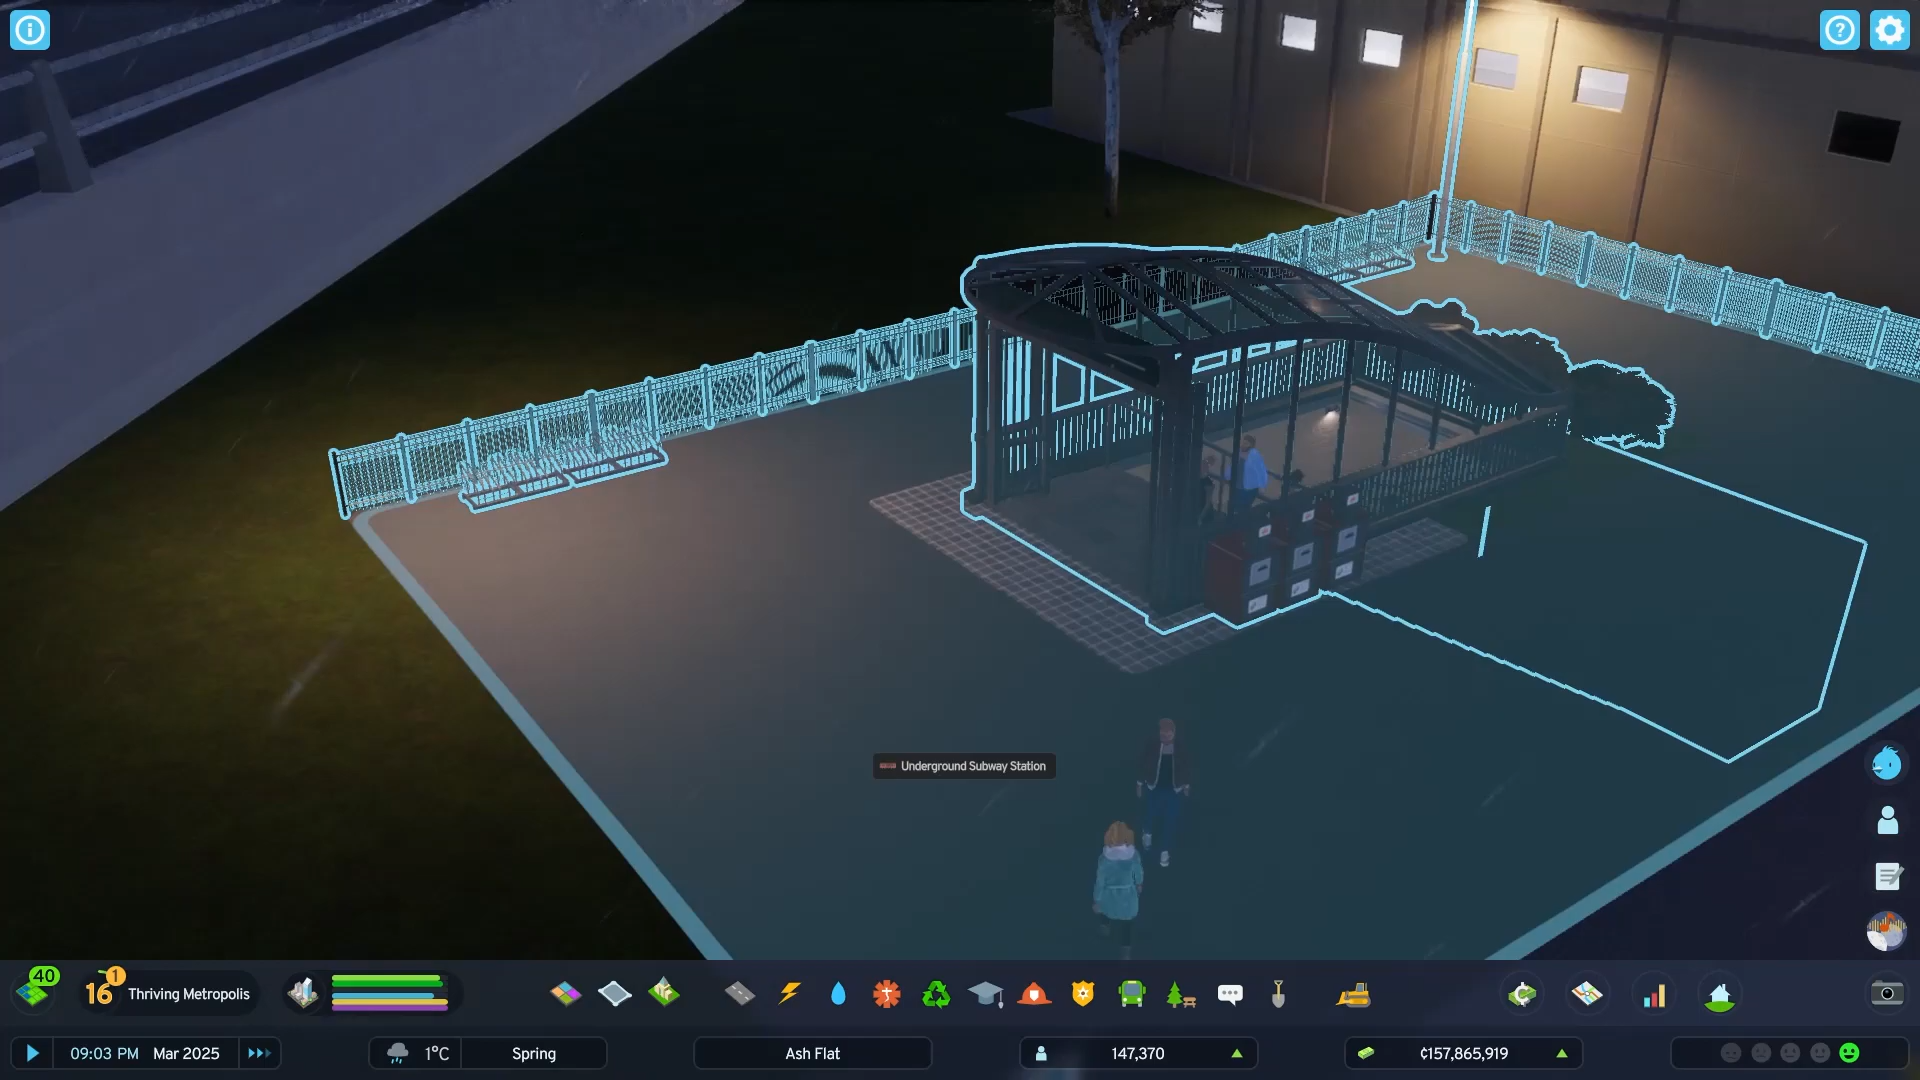 Underground Subway Station
40
16
1
Thriving Metropolis
09:03 PM Mar 2025
1°C
Spring
Ash Flat
147,370
₵157,865,919